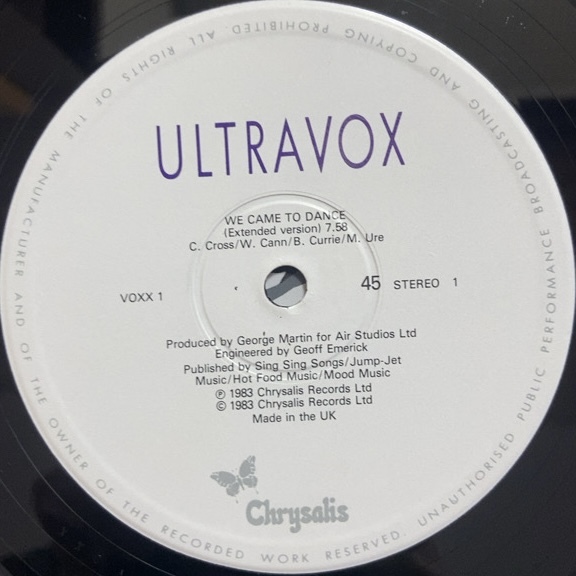 ALL RIGHTS OF THE MANUFACTURER AND OF THE OWNER OF THE RECORDED WORK RESERVED. UNAUTHORISED PUBLIC PERFORMANCE BROADCASTING AND COPYING PROHIBITED
ULTRAVOX
WE CAME TO DANCE
(Extended version) 7.58
C. Cross/W. Cann/B. Currie/M. Ure
VOXX 1
45 STEREO 1
Produced by George Martin for Air Studios Ltd
Engineered by Geoff Emerick
Published by Sing Sing Songs/Jump-Jet
Music/Hot Food Music/Mood Music
℗ 1983 Chrysalis Records Ltd
© 1983 Chrysalis Records Ltd
Made in the UK
Chrysalis